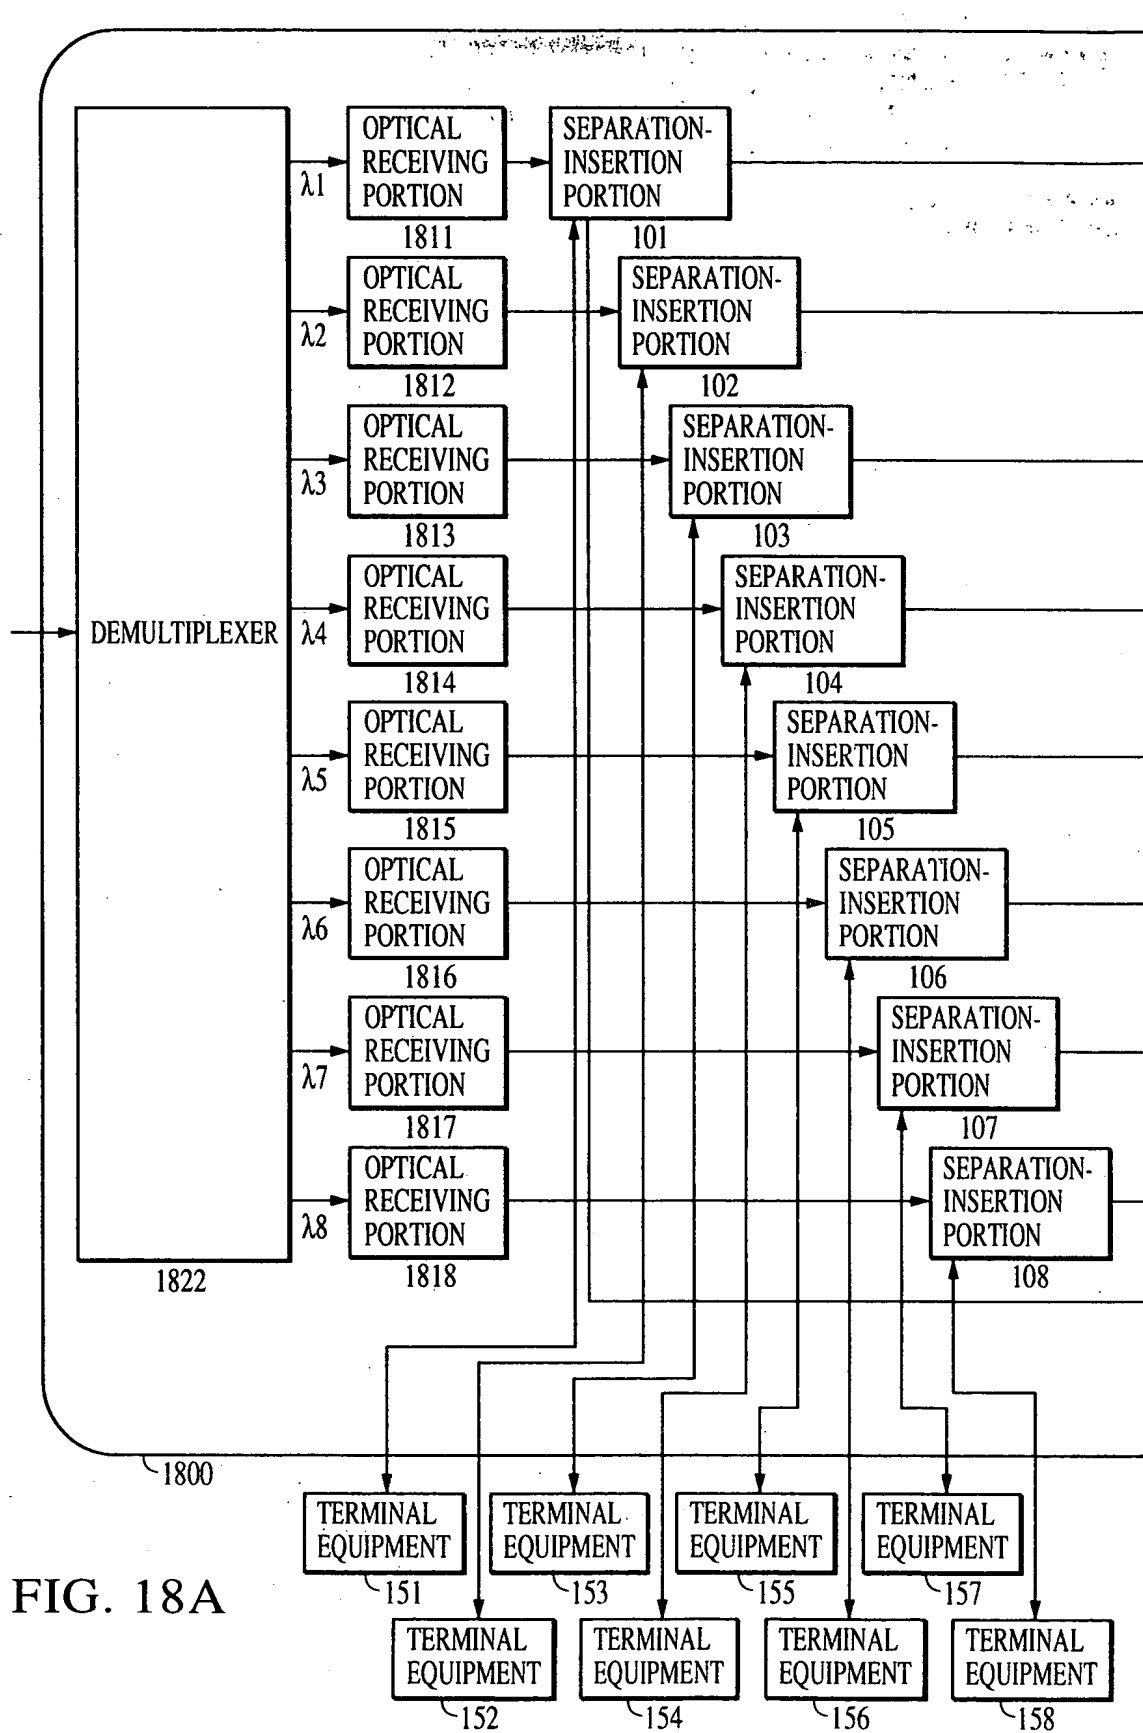 OPTICAL
RECEIVING
PORTION
1811
SEPARATION-
INSERTION
PORTION
101
λ1
OPTICAL
RECEIVING
PORTION
1812
SEPARATION-
INSERTION
PORTION
102
λ2
OPTICAL
RECEIVING
PORTION
1813
SEPARATION-
INSERTION
PORTION
103
λ3
OPTICAL
RECEIVING
PORTION
1814
SEPARATION-
INSERTION
PORTION
104
λ4
DEMULTIPLEXER
OPTICAL
RECEIVING
PORTION
1815
SEPARATION-
INSERTION
PORTION
105
λ5
OPTICAL
RECEIVING
PORTION
1816
SEPARATION-
INSERTION
PORTION
106
λ6
OPTICAL
RECEIVING
PORTION
1817
SEPARATION-
INSERTION
PORTION
107
λ7
OPTICAL
RECEIVING
PORTION
1818
SEPARATION-
INSERTION
PORTION
108
λ8
1822
1800
TERMINAL
EQUIPMENT
151
TERMINAL
EQUIPMENT
153
TERMINAL
EQUIPMENT
155
TERMINAL
EQUIPMENT
157
FIG. 18A
TERMINAL
EQUIPMENT
152
TERMINAL
EQUIPMENT
154
TERMINAL
EQUIPMENT
156
TERMINAL
EQUIPMENT
158